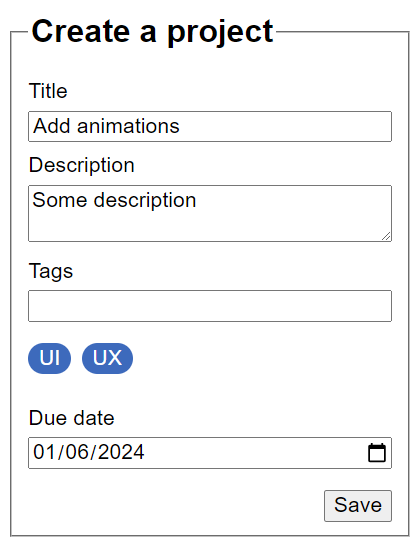 Create a project
Title
Add animations
Description
Some description
Tags
UI UX
Due date
01/06/2024
Save